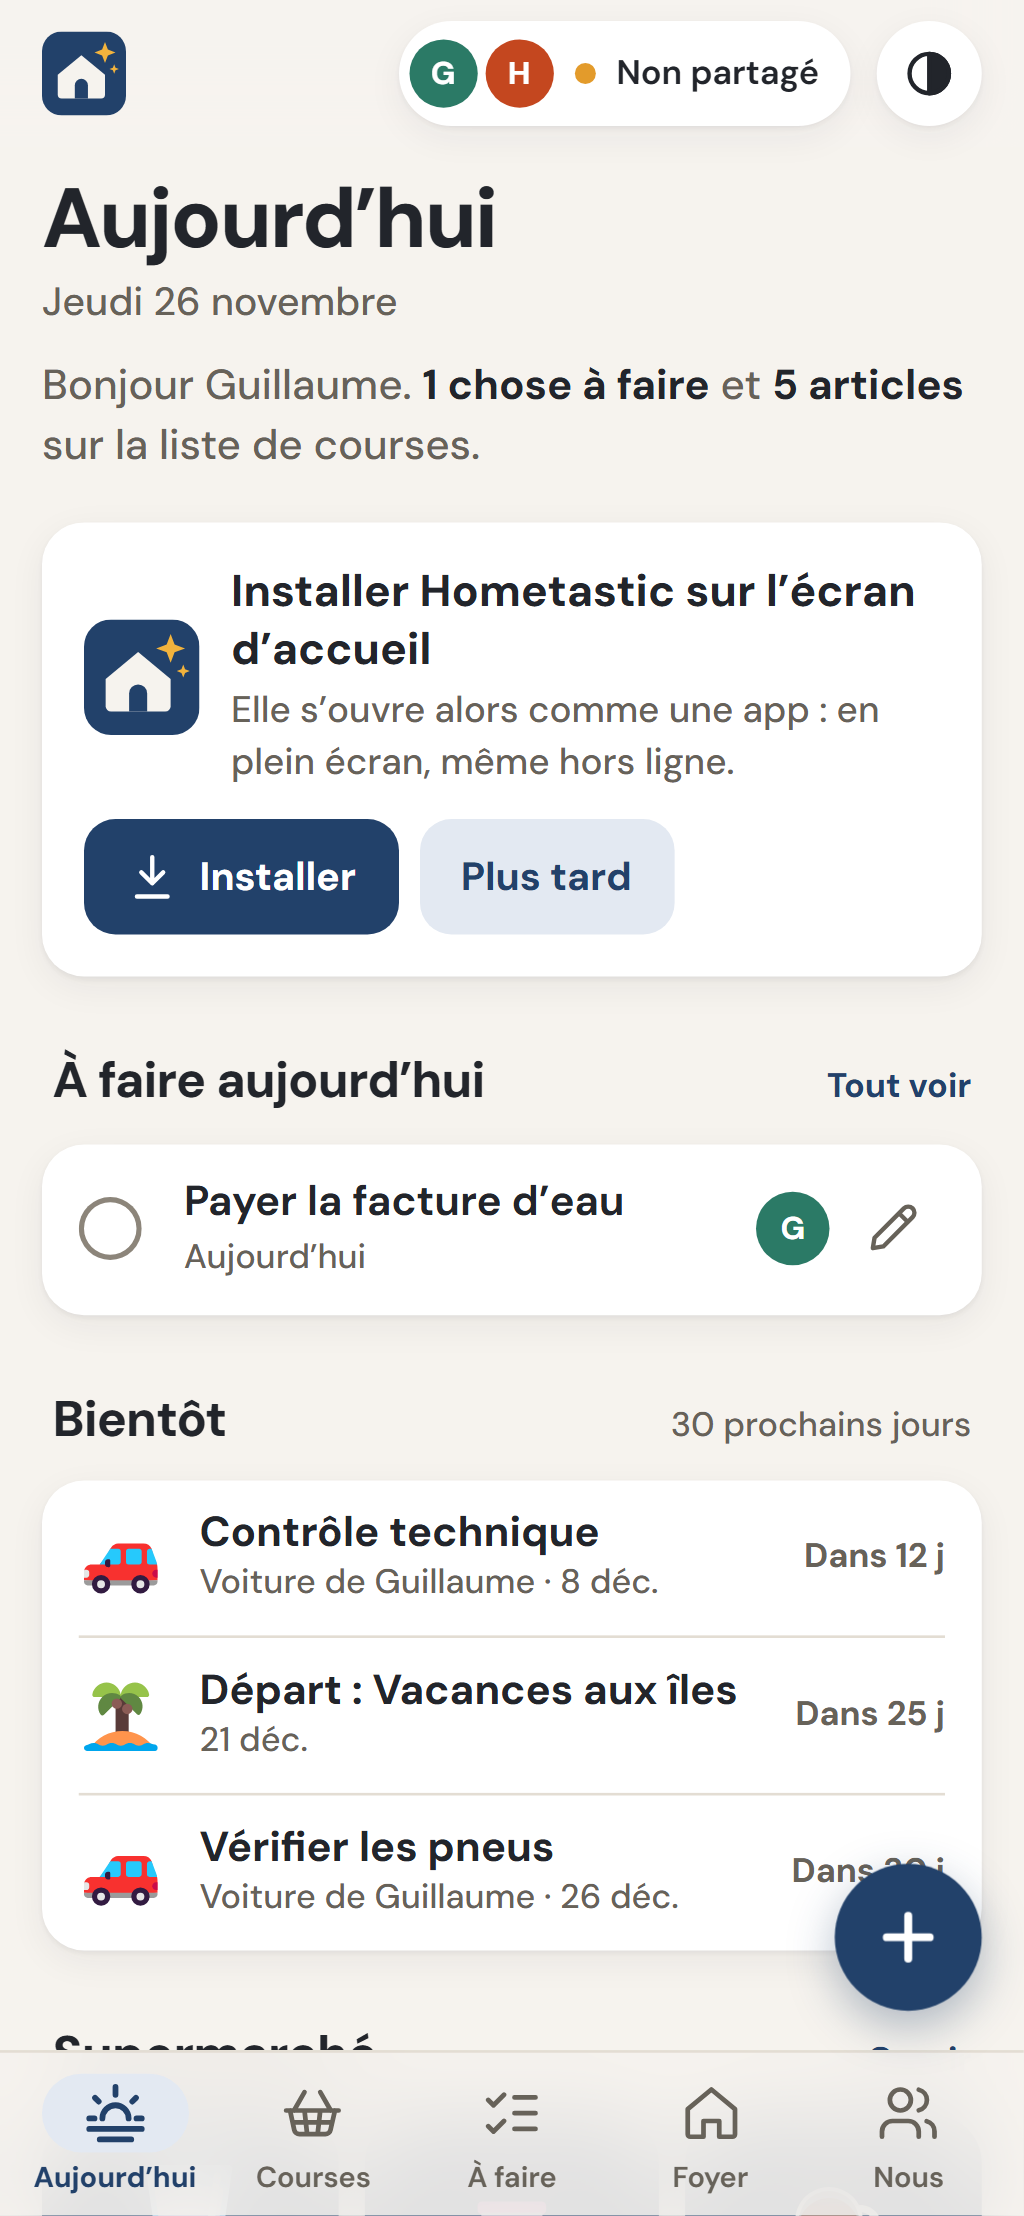 G H Non partagé
Aujourd’hui
Jeudi 26 novembre
Bonjour Guillaume. 1 chose à faire et 5 articles
sur la liste de courses.
Installer Hometastic sur l’écran
d’accueil
Elle s’ouvre alors comme une app : en
plein écran, même hors ligne.
Installer Plus tard
À faire aujourd’hui Tout voir
Payer la facture d’eau
Aujourd’hui
G
Bientôt 30 prochains jours
Contrôle technique
Voiture de Guillaume · 8 déc.
Dans 12 j
Départ : Vacances aux îles
21 déc.
Dans 25 j
Vérifier les pneus
Voiture de Guillaume · 26 déc.
Dans 30 j
Supermarché
Aujourd’hui Courses À faire Foyer Nous